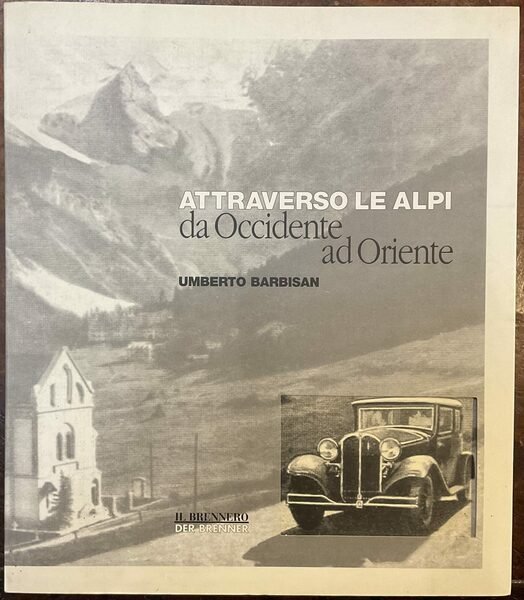 ATTRAVERSO LE ALPI
da Occidente
ad Oriente
UMBERTO BARBISAN
IL BRENNERO
DER BRENNER